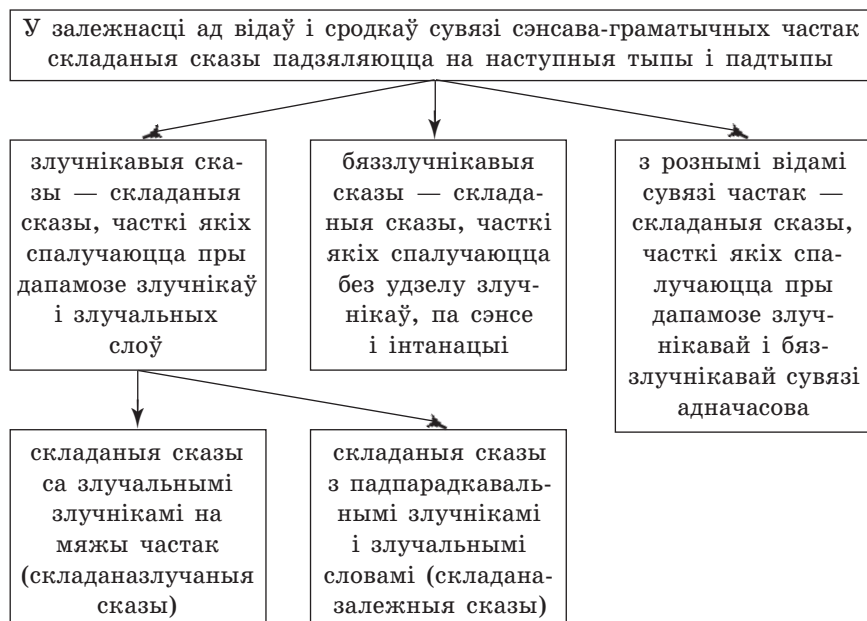 У залежнасці ад відаў і сродкаў сувязі сэнсава-граматычных частак
складаныя сказы падзяляюцца на наступныя тыпы і падтыпы
злучнікавыя ска-
зы — складаныя
сказы, часткі якіх
спалучаюцца пры
дапамозе злучнікаў
і злучальных
слоў
бяззлучнікавыя
сказы — склада-
ныя сказы, часткі
якіх спалучаюцца
без удзелу злуч-
нікаў, па сэнсе
і інтанацыі
з рознымі відамі
сувязі частак —
складаныя сказы,
часткі якіх спа-
лучаюцца пры
дапамозе злуч-
нікавай і бяз-
злучнікавай сувязі
адначасова
складаныя сказы
са злучальнымі
злучнікамі на
мяжы частак
(складаназлучаныя
сказы)
складаныя сказы
з падпарадкаваль-
нымі злучнікамі
і злучальнымі
словамі (складана-
залежныя сказы)